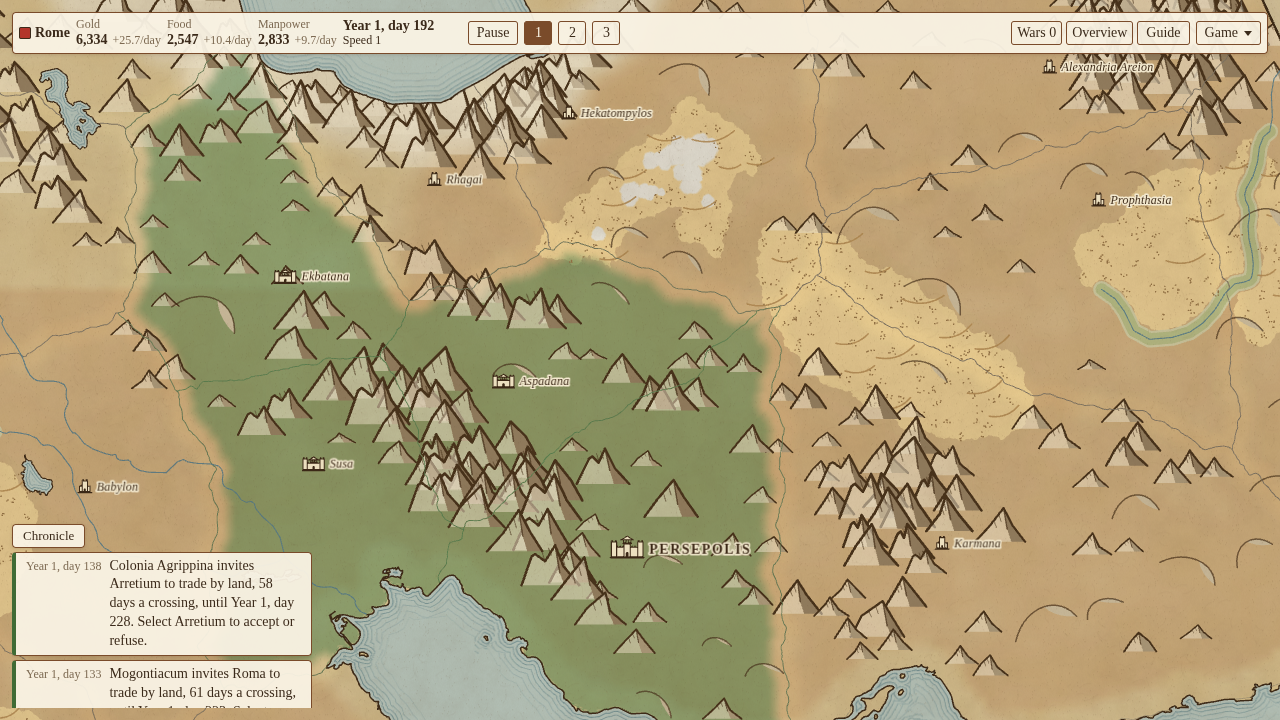 Rome
Gold
6,334 +25.7/day
Food
2,547 +10.4/day
Manpower
2,833 +9.7/day
Year 1, day 192
Speed 1
Pause
1
2
3
Wars 0
Overview
Guide
Game
Alexandria Areion
Hekatompylos
Rhagai
Prophthasia
Ekbatana
Aspadana
Susa
Babylon
PERSEPOLIS
Karmana
Chronicle
Year 1, day 138
Colonia Agrippina invites
Arretium to trade by land, 58
days a crossing, until Year 1, day
228. Select Arretium to accept or
refuse.
Year 1, day 133
Mogontiacum invites Roma to
trade by land, 61 days a crossing,